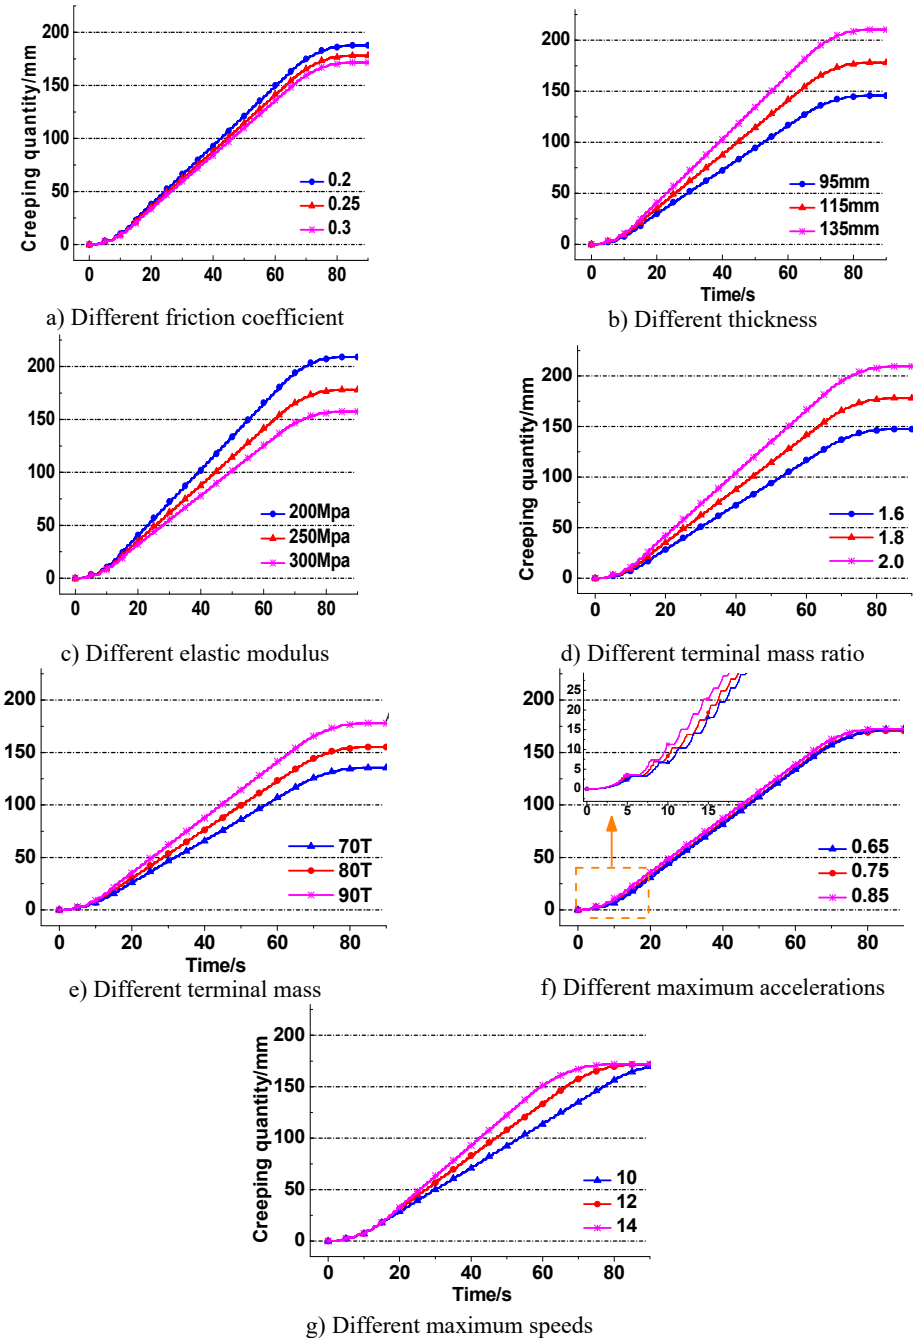 200
150
100
50
0
Creeping quantity/mm
0.2
0.25
0.3
0 20 40 60 80
a) Different friction coefficient
200
150
100
50
0
95mm
115mm
135mm
0 20 40 60 80
Time/s
b) Different thickness
200
150
100
50
0
200Mpa
250Mpa
300Mpa
0 20 40 60 80
c) Different elastic modulus
200
150
100
50
0
Creeping quantity/mm
1.6
1.8
2.0
0 20 40 60 80
d) Different terminal mass ratio
200
150
100
50
0
70T
80T
90T
0 20 40 60 80
Time/s
e) Different terminal mass
200
150
100
50
0
25
20
15
10
5
0
0 5 10 15
0.65
0.75
0.85
0 20 40 60 80
f) Different maximum accelerations
200
150
100
50
0
Creeping quantity/mm
10
12
14
0 20 40 60 80
g) Different maximum speeds